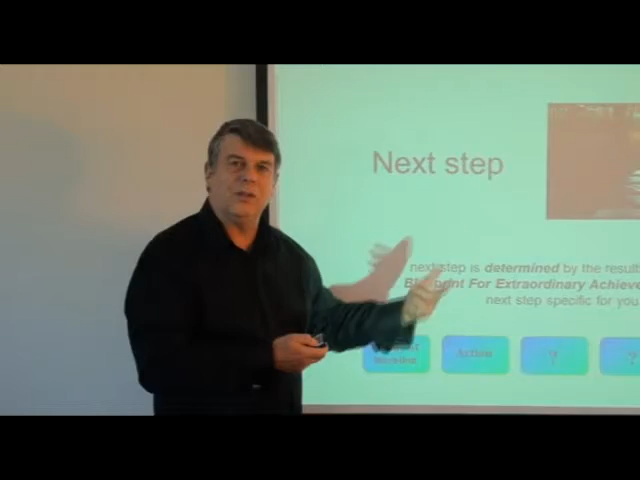 Next step
next step is determined by the result
Blueprint For Extraordinary Achieve
next step specific for you
Action
?
?